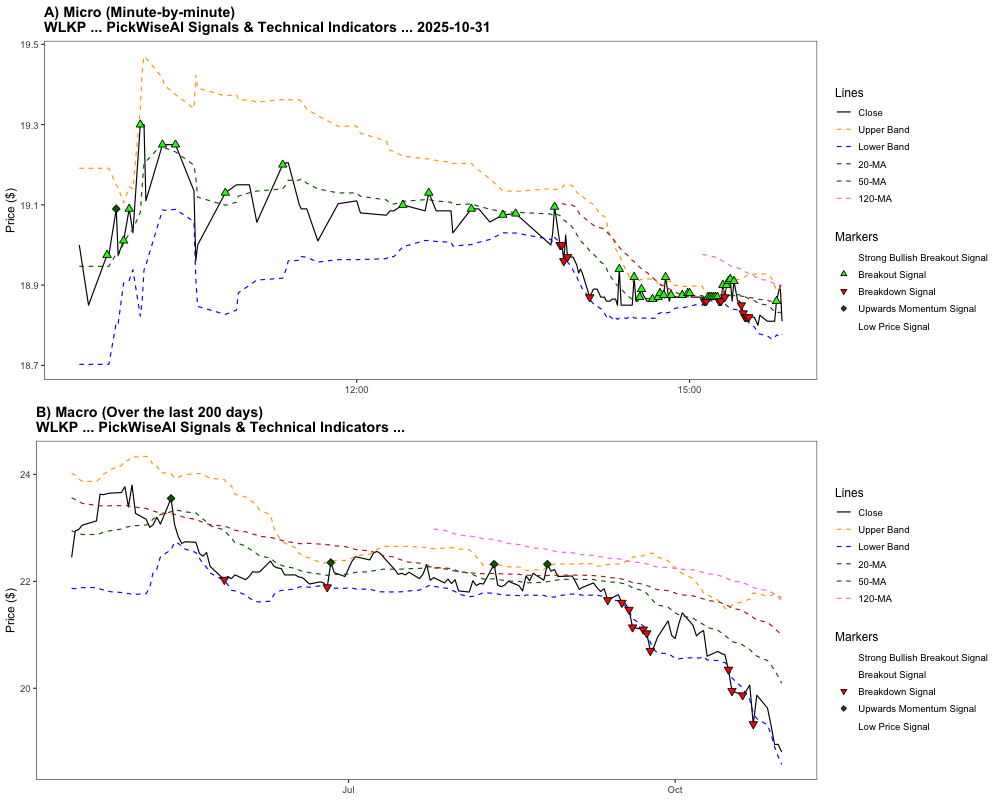 A) Micro (Minute-by-minute)
WLKP ... PickWiseAI Signals & Technical Indicators ... 2025-10-31
19.5
19.3
19.1
18.9
18.7
Price ($)
12:00
15:00
Lines
Close
Upper Band
Lower Band
20-MA
50-MA
120-MA
Markers
Strong Bullish Breakout Signal
Breakout Signal
Breakdown Signal
Upwards Momentum Signal
Low Price Signal
B) Macro (Over the last 200 days)
WLKP ... PickWiseAI Signals & Technical Indicators ...
24
22
20
Price ($)
Jul
Oct
Lines
Close
Upper Band
Lower Band
20-MA
50-MA
120-MA
Markers
Strong Bullish Breakout Signal
Breakout Signal
Breakdown Signal
Upwards Momentum Signal
Low Price Signal